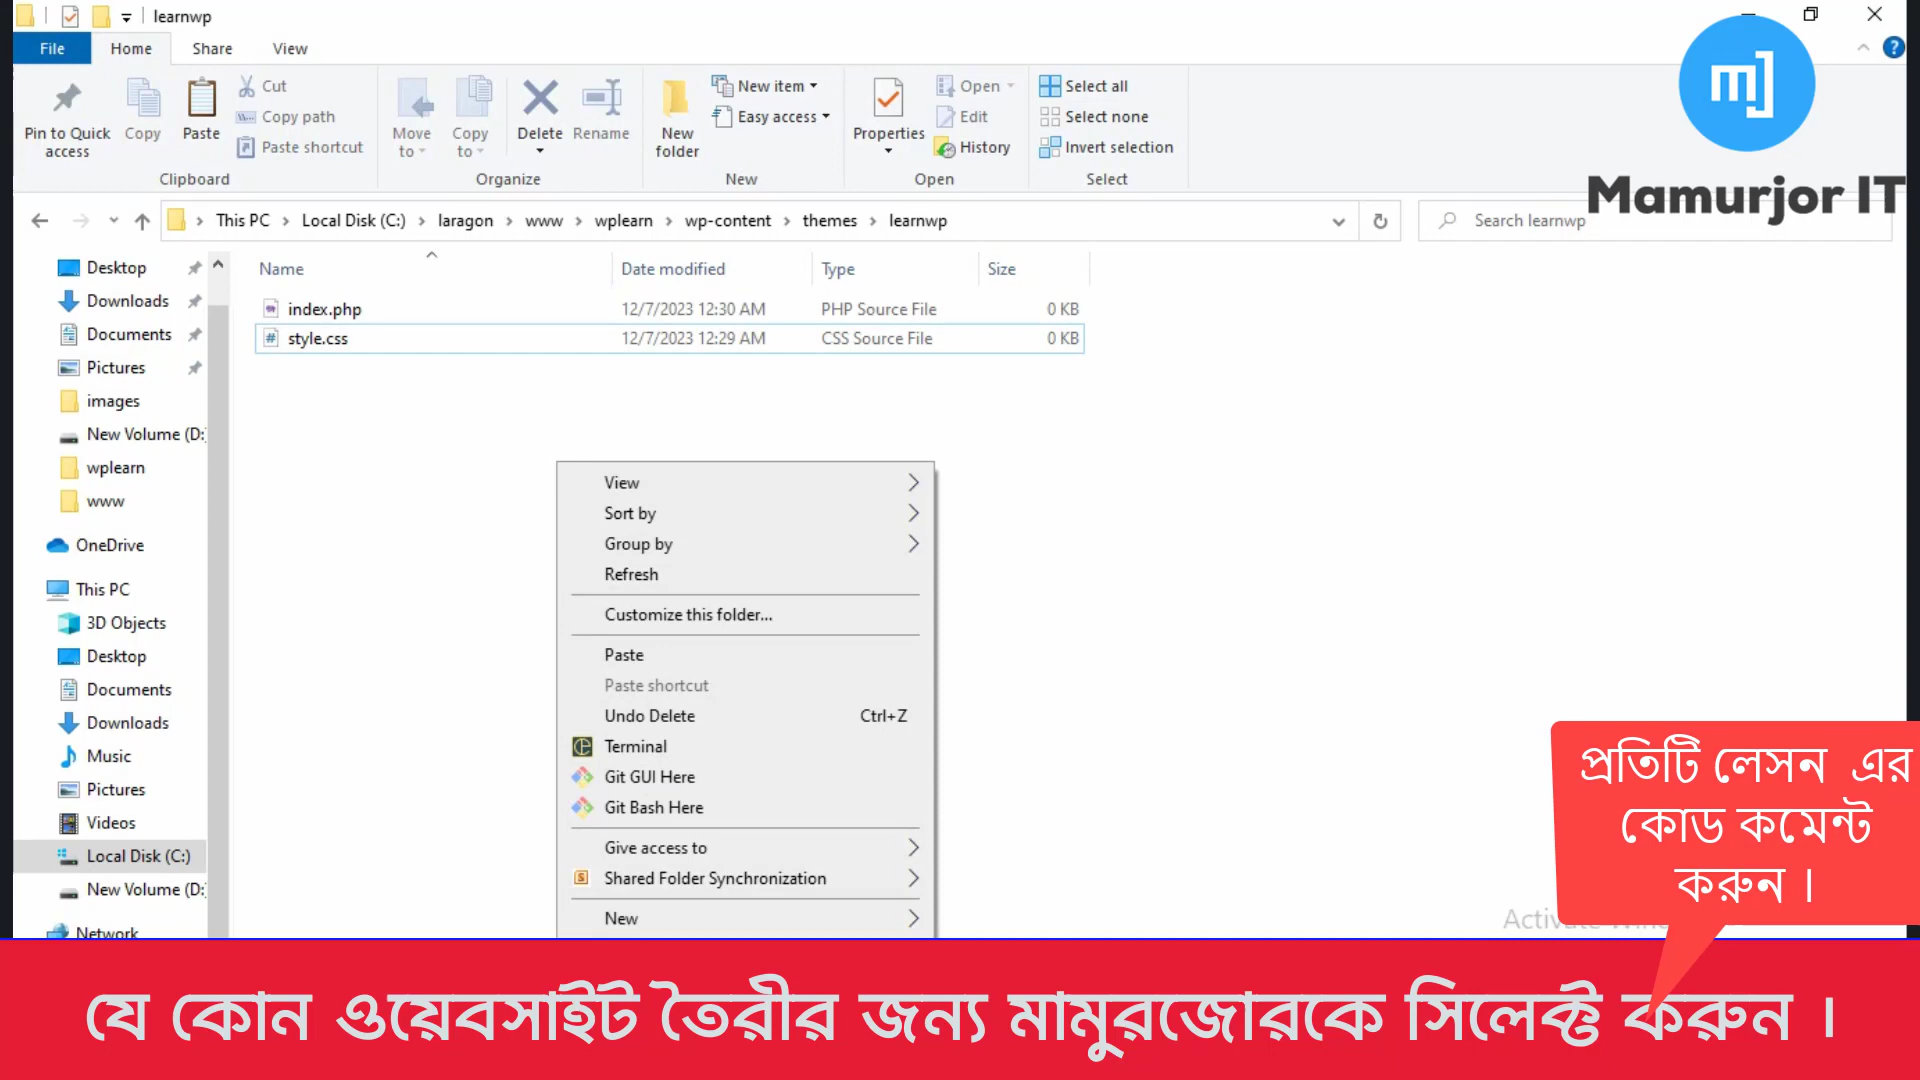 learnwp
File Home Share View
Pin to Quick access
Copy
Paste
Cut
Copy path
Paste shortcut
Clipboard
Move to
Copy to
Delete
Rename
Organize
New folder
New item
Easy access
New
Properties
Open
Edit
History
Open
Select all
Select none
Invert selection
Select
mj
Mamurjor IT
This PC > Local Disk (C:) > laragon > www > wplearn > wp-content > themes > learnwp
Search learnwp
Name Date modified Type Size
index.php 12/7/2023 12:30 AM PHP Source File 0 KB
style.css 12/7/2023 12:29 AM CSS Source File 0 KB
Desktop
Downloads
Documents
Pictures
images
New Volume (D:
wplearn
www
OneDrive
This PC
3D Objects
Desktop
Documents
Downloads
Music
Pictures
Videos
Local Disk (C:)
New Volume (D:
Network
View
Sort by
Group by
Refresh
Customize this folder...
Paste
Paste shortcut
Undo Delete Ctrl+Z
Terminal
Git GUI Here
Git Bash Here
Give access to
Shared Folder Synchronization
New
প্রতিটি লেসন এর
কোড কমেন্ট
করুন ।
যে কোন ওয়েবসাইট তৈরীর জন্য মামুরজোরকে সিলেক্ট করুন ।